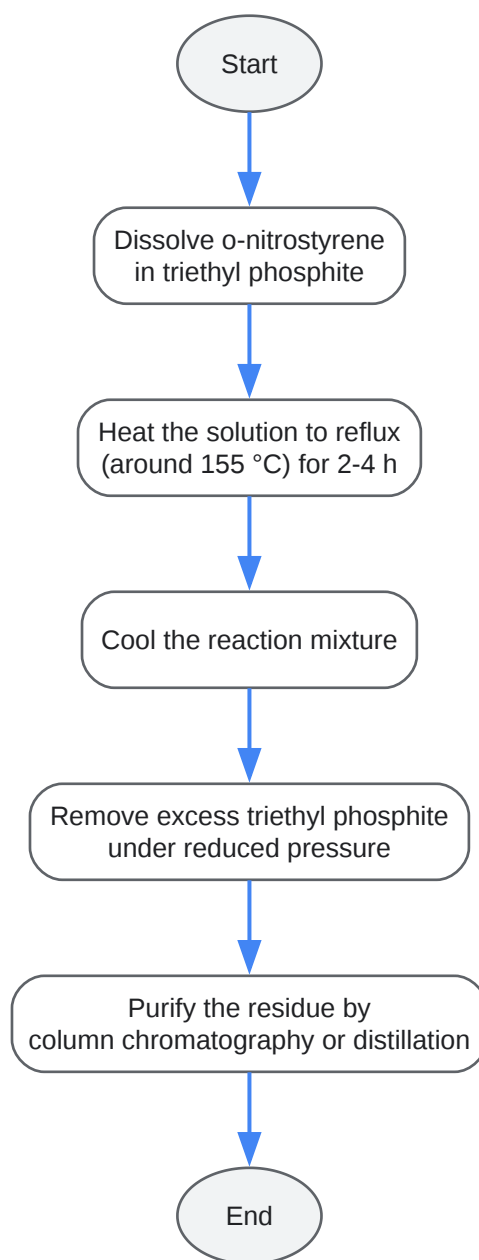 Start
Dissolve o-nitrostyrene
in triethyl phosphite
Heat the solution to reflux
(around 155 °C) for 2-4 h
Cool the reaction mixture
Remove excess triethyl phosphite
under reduced pressure
Purify the residue by
column chromatography or distillation
End